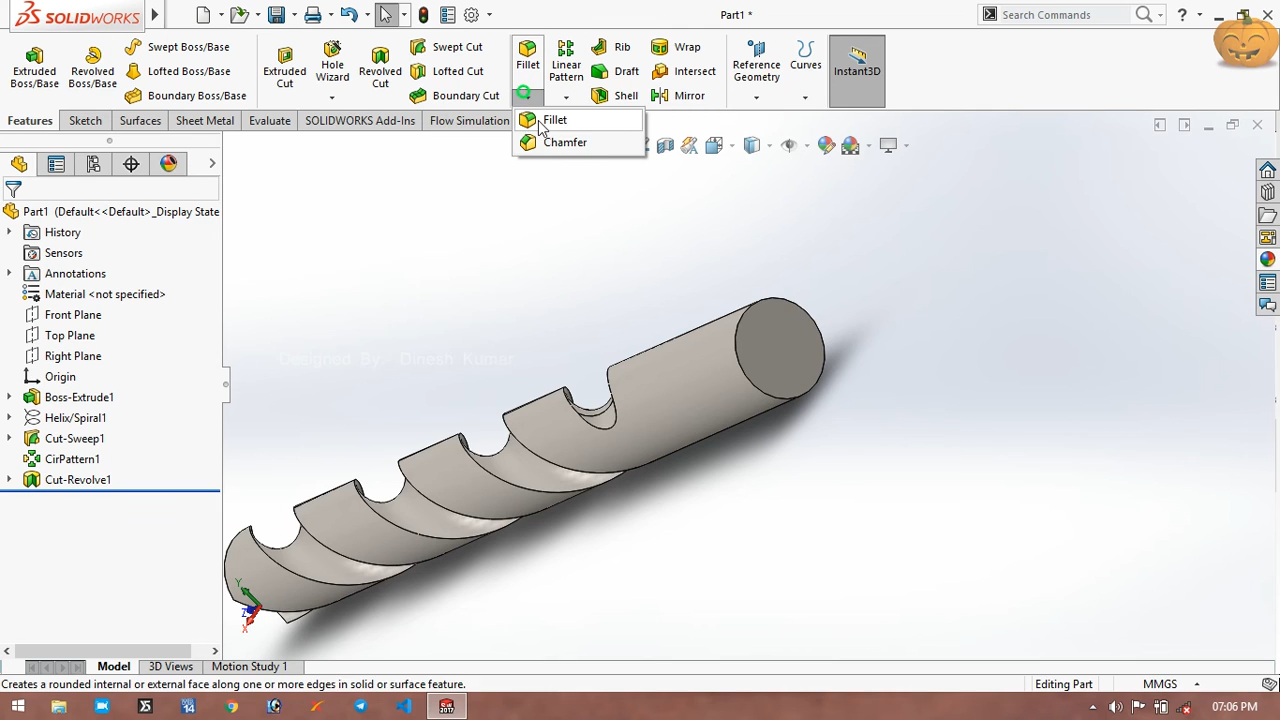 SOLIDWORKS
Part1 *
Search Commands
?
Extruded Boss/Base
Revolved Boss/Base
Swept Boss/Base
Lofted Boss/Base
Boundary Boss/Base
Extruded Cut
Hole Wizard
Revolved Cut
Swept Cut
Lofted Cut
Boundary Cut
Fillet
Linear Pattern
Rib
Draft
Shell
Wrap
Intersect
Mirror
Reference Geometry
Curves
Instant3D
Features
Sketch
Surfaces
Sheet Metal
Evaluate
SOLIDWORKS Add-Ins
Flow Simulation
Fillet
Chamfer
Part1 (Default<<Default>_Display State
History
Sensors
Annotations
Material <not specified>
Front Plane
Top Plane
Right Plane
Origin
Boss-Extrude1
Helix/Spiral1
Cut-Sweep1
CirPattern1
Cut-Revolve1
Designed By, Dinesh Kumar
Y
Z
X
Model
3D Views
Motion Study 1
Creates a rounded internal or external face along one or more edges in solid or surface feature.
Editing Part
MMGS
2017
07:06 PM